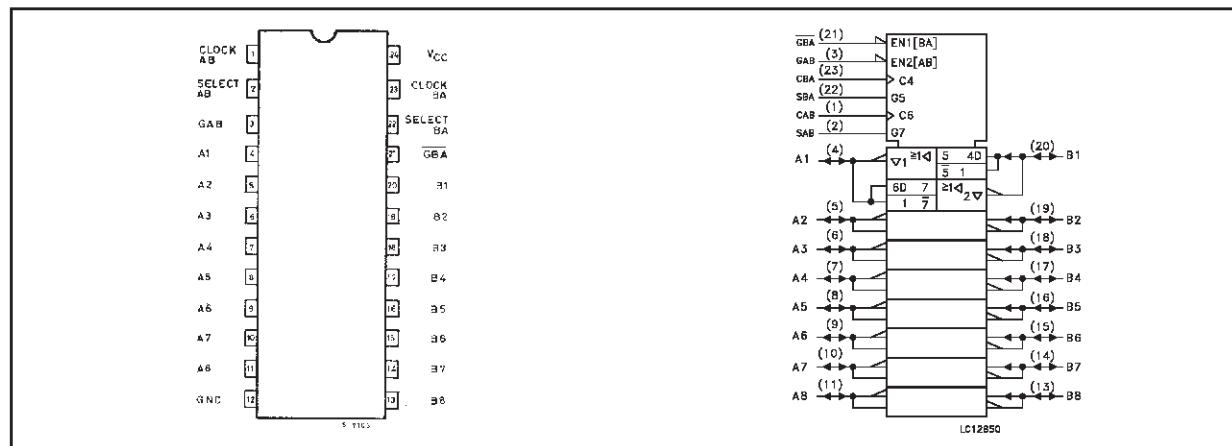 CLOCK AB 1 24 VCC
SELECT AB 2 23 CLOCK BA
GAB 3 22 SELECT BA
A1 4 21 GBA
A2 5 20 B1
A3 6 19 B2
A4 7 18 B3
A5 8 17 B4
A6 9 16 B5
A7 10 15 B6
A8 11 14 B7
GND 12 13 B8
GBA (21) EN1[BA]
GAB (3) EN2[AB]
CBA (23) C4
SBA (22) G5
CAB (1) C6
SAB (2) G7
A1 (4) ▽1 ≥1◁ 5 4D (20) B1
5 1
6D 7 ≥1◁ 2▽
1 7
A2 (5) (19) B2
A3 (6) (18) B3
A4 (7) (17) B4
A5 (8) (16) B5
A6 (9) (15) B6
A7 (10) (14) B7
A8 (11) (13) B8
LC12850